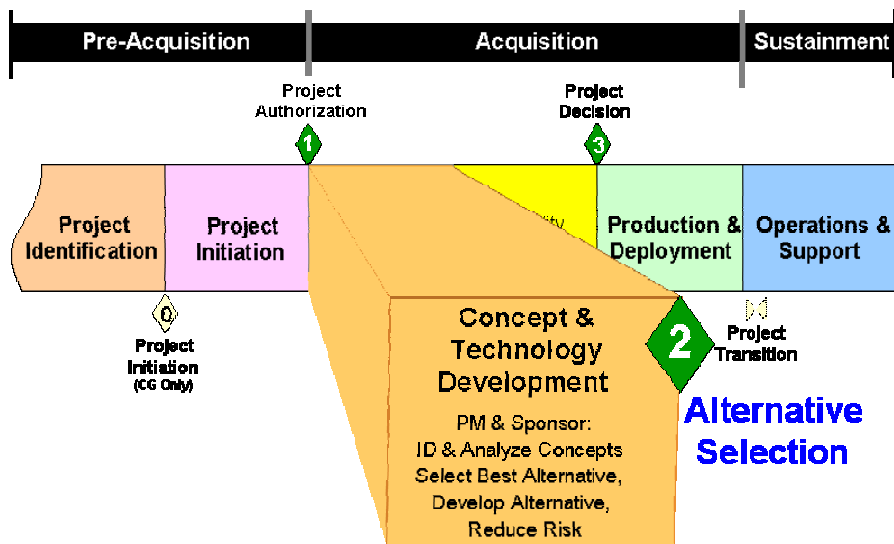 Pre-Acquisition
Acquisition
Sustainment
Project
Authorization
Project
Decision
1
3
Project
Identification
Project
Initiation
Production &
Deployment
Operations &
Support
0
Project
Initiation
(CG Only)
Concept &
Technology
Development
2
Project
Transition
PM & Sponsor:
ID & Analyze Concepts
Select Best Alternative,
Develop Alternative,
Reduce Risk
Alternative
Selection